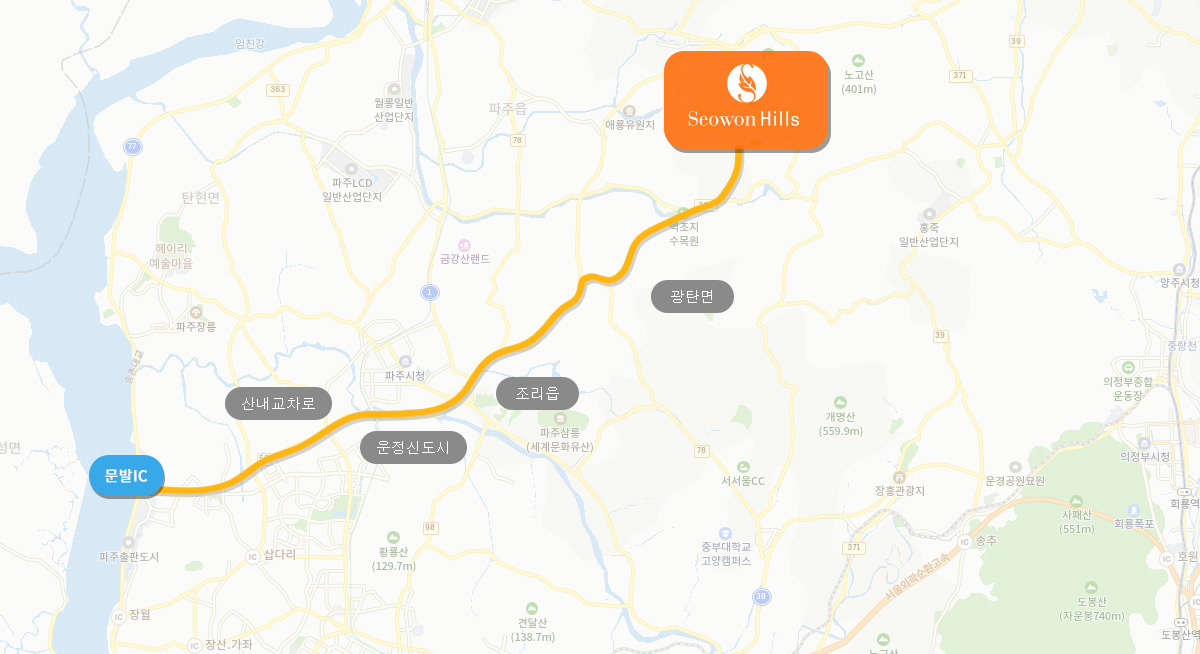 임진강
39
노고산
(401m)
371
363
월롱일반
산업단지
파주읍
애룡유원지
Seowon Hills
78
77
파주LCD
일반산업단지
탄현면
홍죽
일반산업단지
수목원
헤이리
예술마을
금강산랜드
양주시청
1
광탄면
파주장릉
39
중랑천
파주시청
의정부종합
운동장
산내교차로
조리읍
개명산
(559.9m)
파주삼릉
(세계문화유산)
운정신도시
성면
78
의정부시청
문발IC
서서울CC
장흥관광지
운경공원묘원
회룡역
사패산
(551m)
회룡폭포
98
파주출판도시
IC 삽다리
황룡산
(129.7m)
중부대학교
고양캠퍼스
371
IC 송추
IC 호원
서울외곽순환고속
39
도봉산
(자운봉740m)
IC 장월
견달산
(138.7m)
도봉산역
IC 장산.가좌
노고산